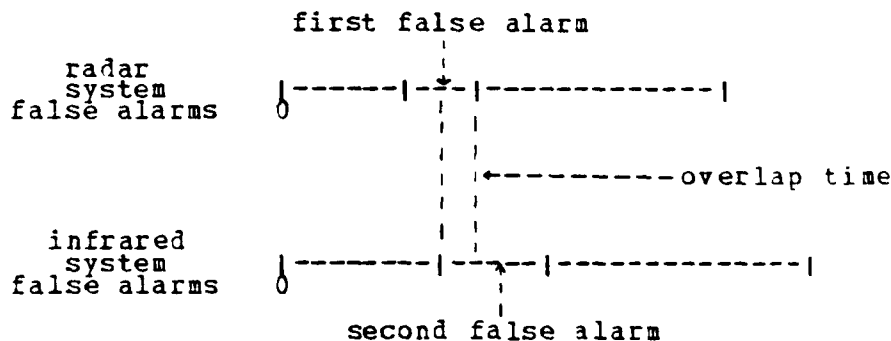 first false alarm
radar
system
false alarms
0
overlap time
infrared
system
false alarms
0
second false alarm